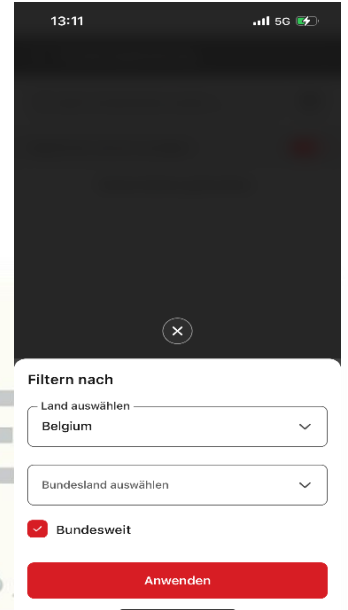 13:11
5G
Filtern nach
Land auswählen
Belgium
Bundesland auswählen
Bundesweit
Anwenden